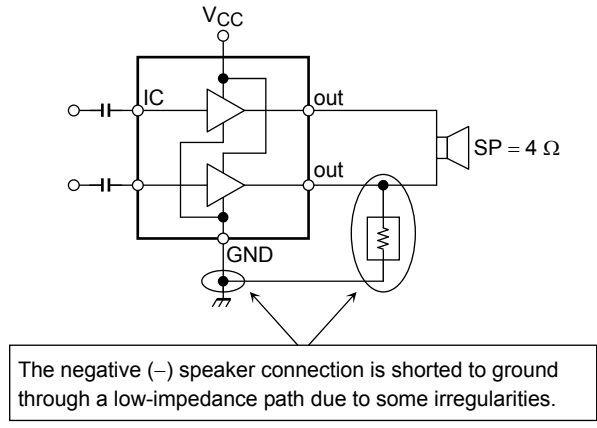 VCC
IC
out
SP = 4 Ω
out
GND
The negative (−) speaker connection is shorted to ground
through a low-impedance path due to some irregularities.